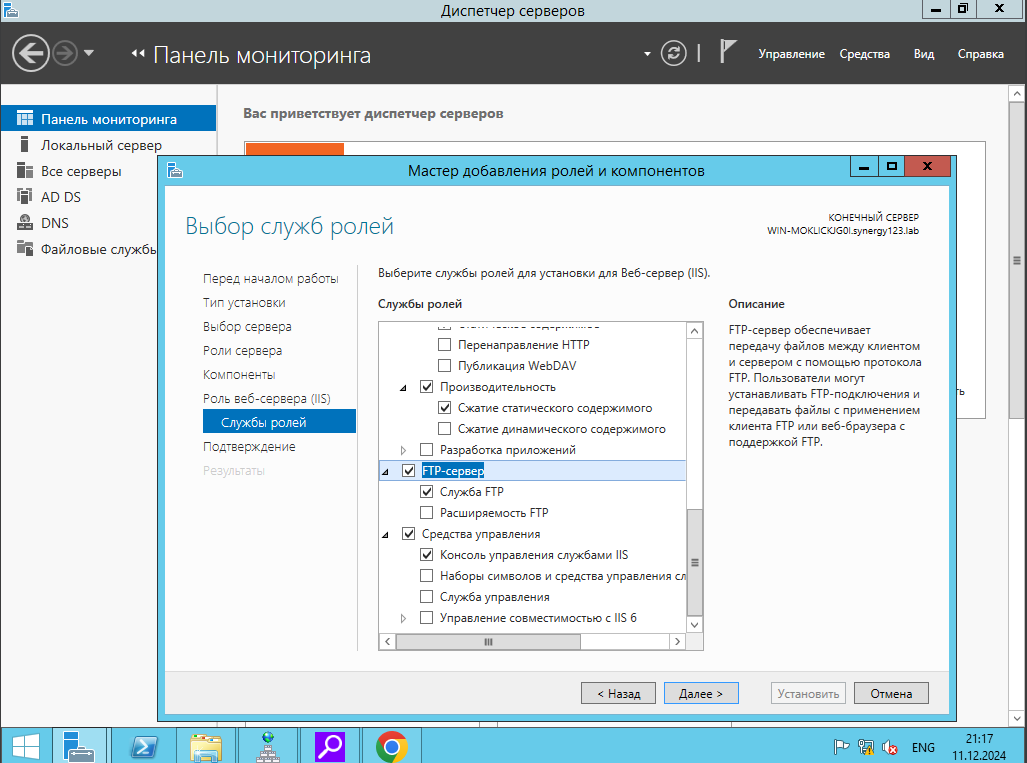 Диспетчер серверов
Панель мониторинга
Управление Средства Вид Справка
Панель мониторинга
Локальный сервер
Все серверы
AD DS
DNS
Файловые службы
Вас приветствует диспетчер серверов
Мастер добавления ролей и компонентов
Выбор служб ролей
КОНЕЧНЫЙ СЕРВЕР
WIN-MOKLICKJG0I.synergy123.lab
Перед началом работы
Тип установки
Выбор сервера
Роли сервера
Компоненты
Роль веб-сервера (IIS)
Службы ролей
Подтверждение
Результаты
Выберите службы ролей для установки для Веб-сервер (IIS).
Службы ролей
Перенаправление HTTP
Публикация WebDAV
Производительность
Сжатие статического содержимого
Сжатие динамического содержимого
Разработка приложений
FTP-сервер
Служба FTP
Расширяемость FTP
Средства управления
Консоль управления службами IIS
Наборы символов и средства управления сл
Служба управления
Управление совместимостью с IIS 6
Описание
FTP-сервер обеспечивает
передачу файлов между клиентом
и сервером с помощью протокола
FTP. Пользователи могут
устанавливать FTP-подключения и
передавать файлы с применением
клиента FTP или веб-браузера с
поддержкой FTP.
ть
< Назад
Далее >
Установить
Отмена
ENG
21:17
11.12.2024